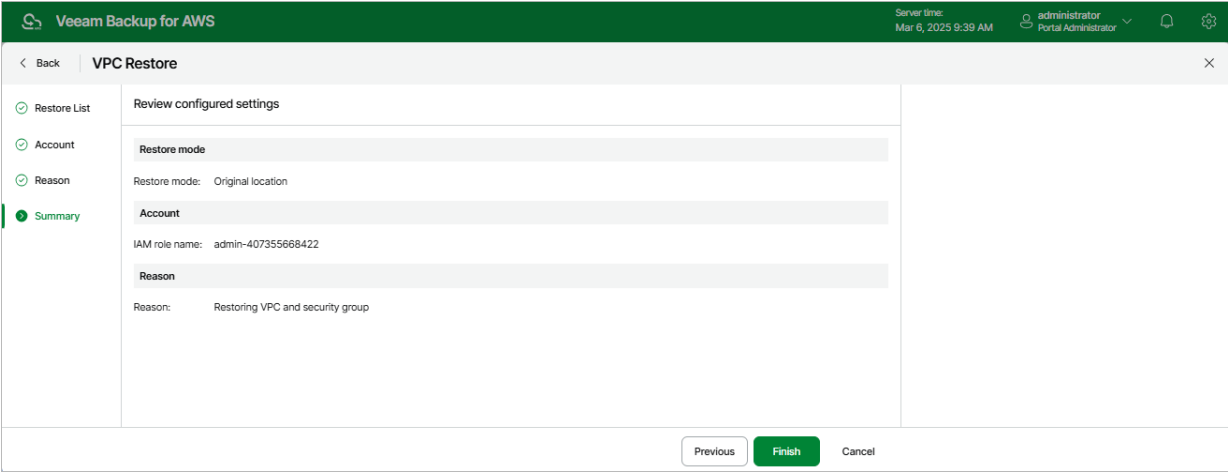 Veeam Backup for AWS
Server time:
Mar 6, 2025 9:39 AM
administrator
Portal Administrator
Back
VPC Restore
Restore List
Account
Reason
Summary
Review configured settings
Restore mode
Restore mode: Original location
Account
IAM role name: admin-407355668422
Reason
Reason: Restoring VPC and security group
Previous
Finish
Cancel